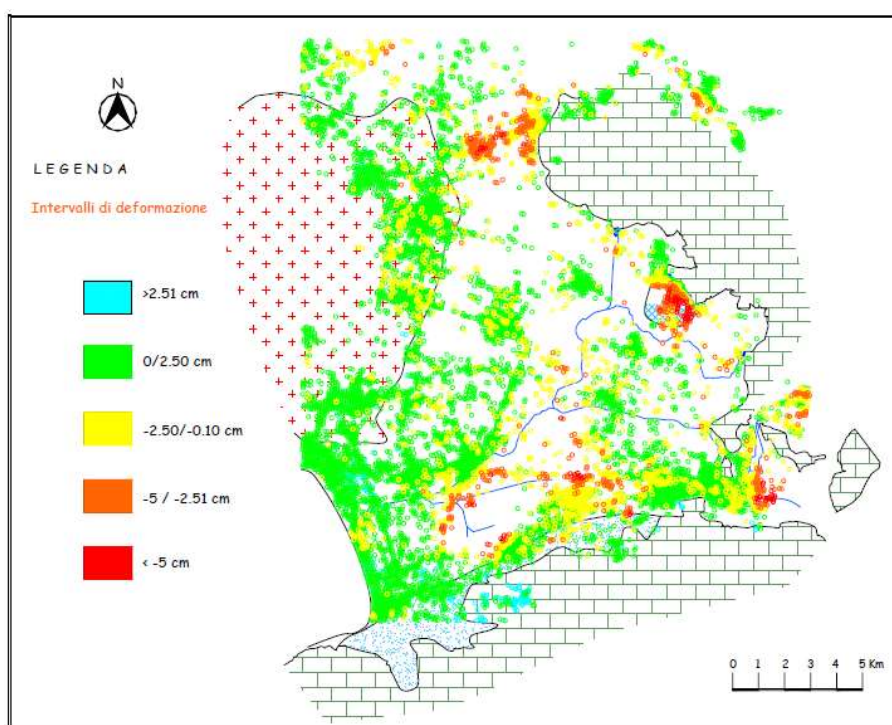 N
L E G E N D A
Intervalli di deformazione
>2.51 cm
0/2.50 cm
-2.50/-0.10 cm
-5 / -2.51 cm
< -5 cm
0 1 2 3 4 5 Km